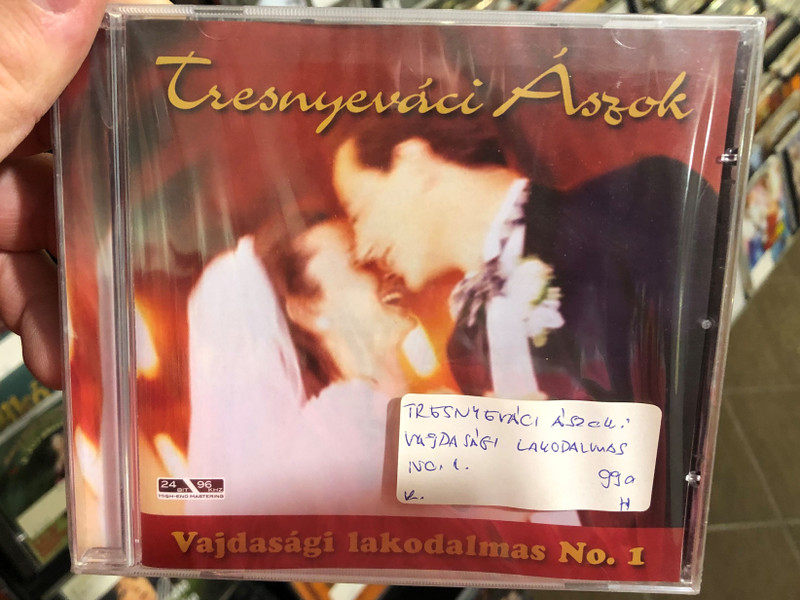 Tresnyeváci Ászok
TRESNYEVÁCI ÁSZOK:
VAJDASÁGI LAKODALMAS
NO. 1.
990
K.
H
24 BIT 96 KHZ
HIGH-END MASTERING
Vajdasági lakodalmas No. 1